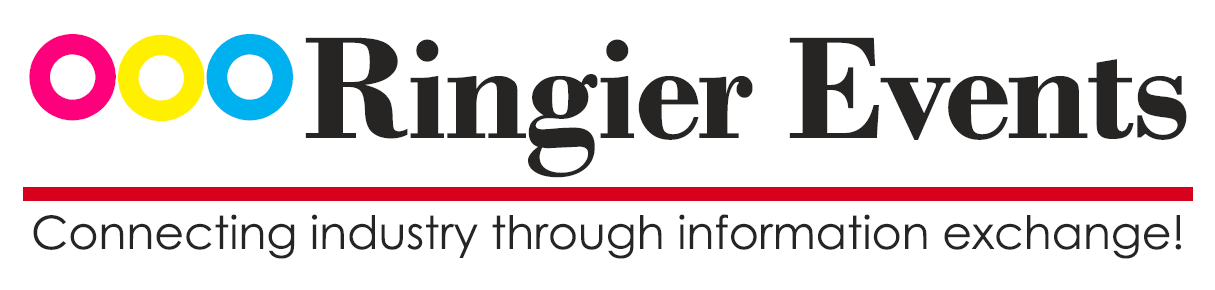 Ringier Events
Connecting industry through information exchange!